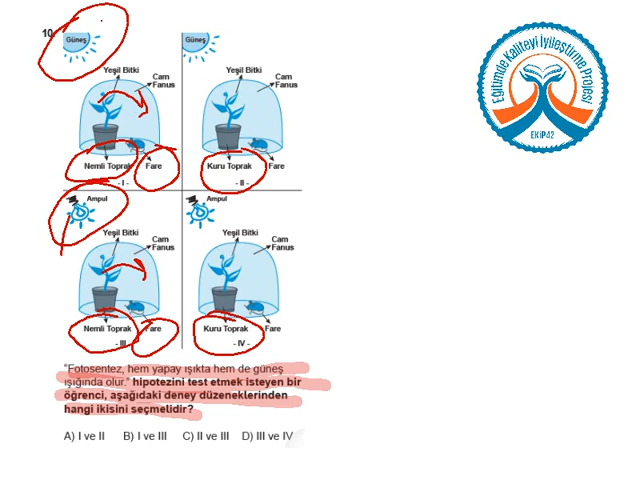 10.
Güneş
Yeşil Bitki
Cam
Fanus
Nemli Toprak
Fare
- I -
Güneş
Yeşil Bitki
Cam
Fanus
Kuru Toprak
Fare
- II -
Ampul
Yeşil Bitki
Cam
Fanus
Nemli Toprak
Fare
- III -
Ampul
Yeşil Bitki
Cam
Fanus
Kuru Toprak
Fare
- IV -
"Fotosentez, hem yapay ışıkta hem de güneş
ışığında olur." hipotezini test etmek isteyen bir
öğrenci, aşağıdaki deney düzeneklerinden
hangi ikisini seçmelidir?
A) I ve II B) I ve III C) II ve III D) III ve IV
Eğitimde Kaliteyi İyileştirme Projesi
EKİP42